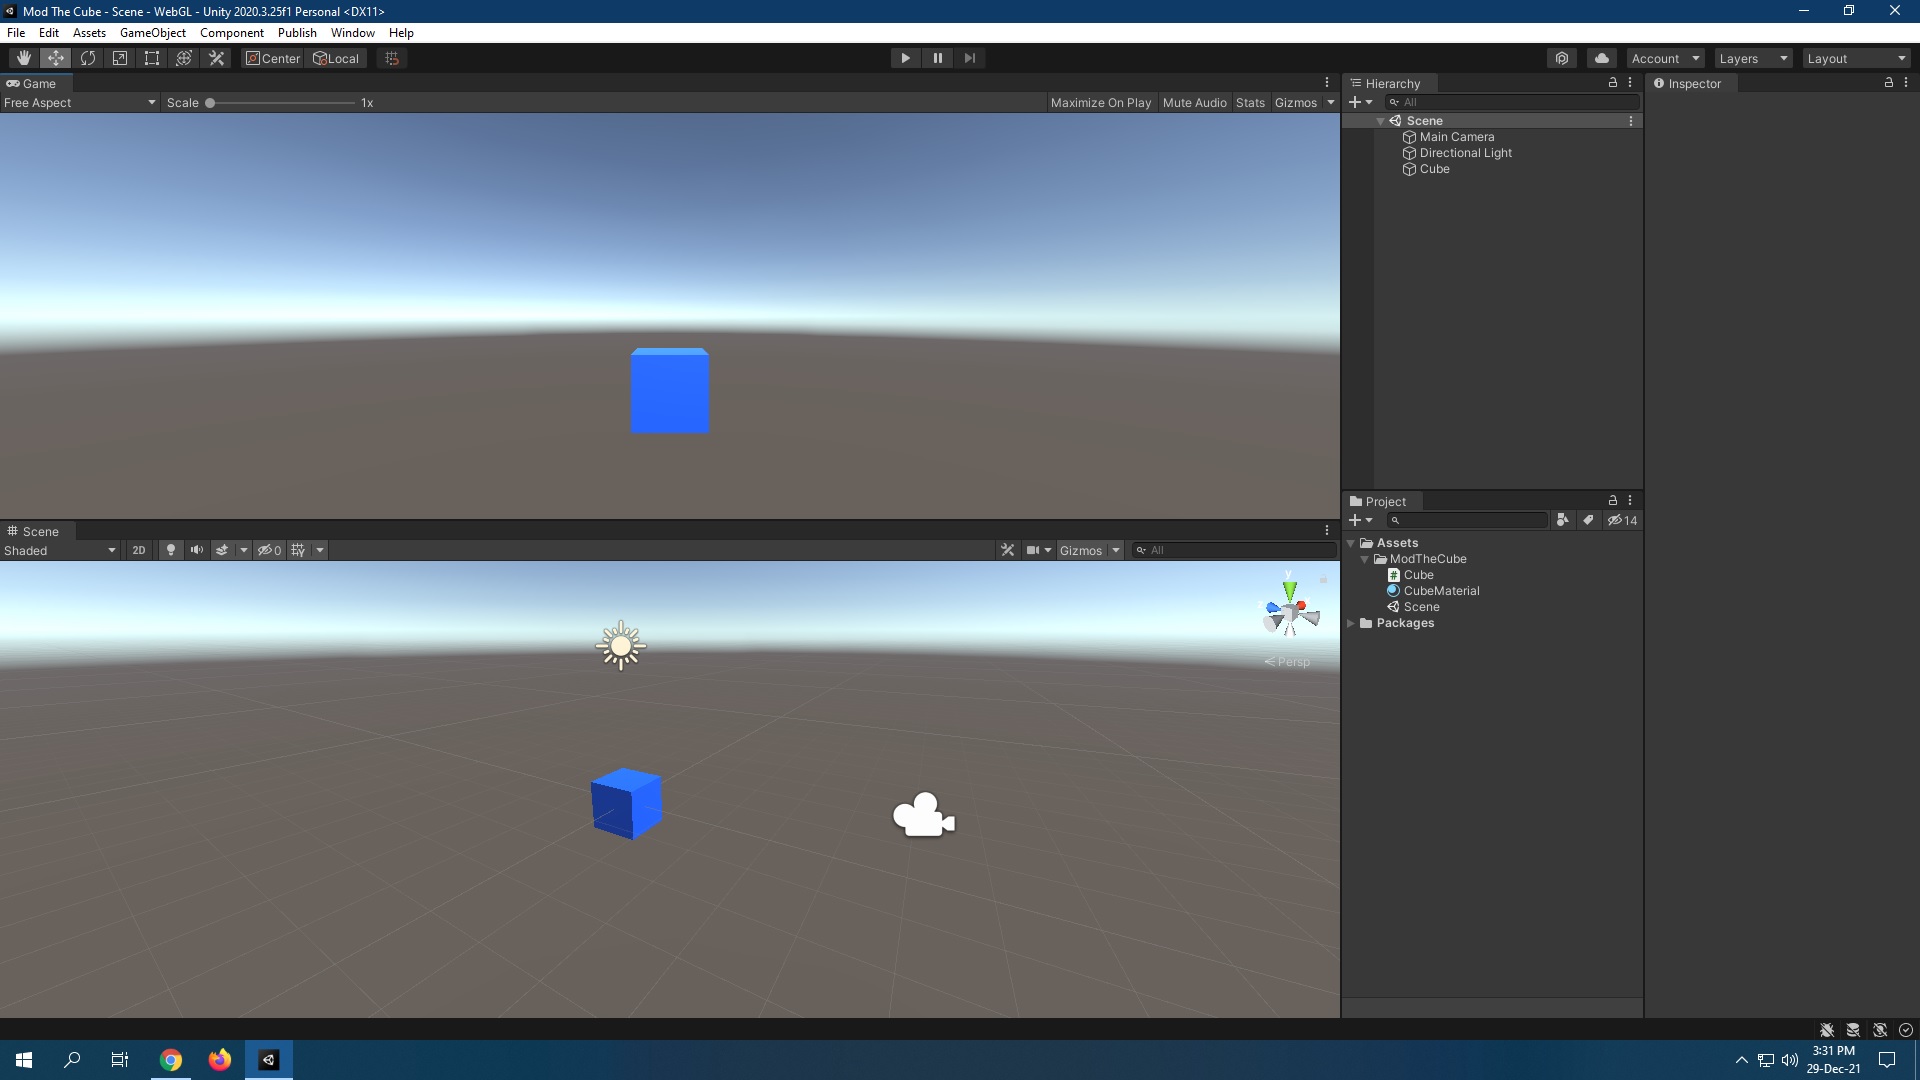 Mod The Cube - Scene - WebGL - Unity 2020.3.25f1 Personal <DX11>
File Edit Assets GameObject Component Publish Window Help
Center Local Account Layers Layout
Game
Free Aspect Scale 1x Maximize On Play Mute Audio Stats Gizmos
Hierarchy
All
Scene
Main Camera
Directional Light
Cube
Inspector
Scene
Shaded 2D 0 Gizmos All
y
Persp
Project
14
Assets
ModTheCube
Cube
CubeMaterial
Scene
Packages
3:31 PM
29-Dec-21